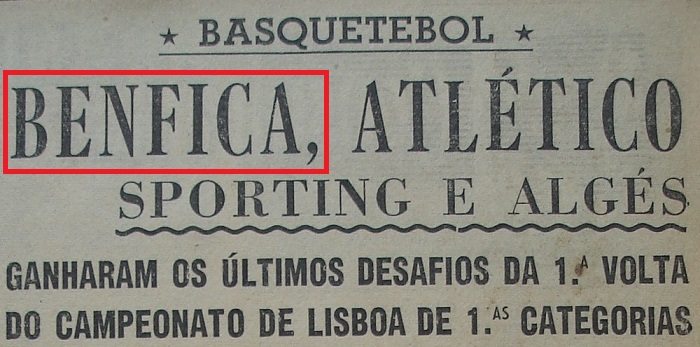 ★ BASQUETEBOL ★
BENFICA, ATLÉTICO
SPORTING E ALGÉS
GANHARAM OS ÚLTIMOS DESAFIOS DA 1.ª VOLTA
DO CAMPEONATO DE LISBOA DE 1.AS CATEGORIAS